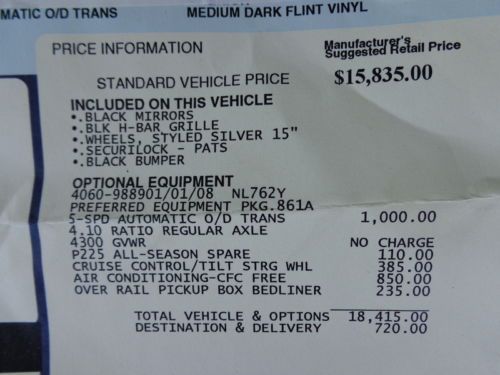 MATIC O/D TRANS MEDIUM DARK FLINT VINYL
PRICE INFORMATION
Manufacturer's
Suggested Retail Price
STANDARD VEHICLE PRICE $15,835.00
INCLUDED ON THIS VEHICLE
•.BLACK MIRRORS
•.BLK H-BAR GRILLE
•.WHEELS, STYLED SILVER 15"
•.SECURILOCK - PATS
•.BLACK BUMPER
OPTIONAL EQUIPMENT
4060-988901/01/08 NL762Y
PREFERRED EQUIPMENT PKG.861A
5-SPD AUTOMATIC O/D TRANS 1,000.00
4.10 RATIO REGULAR AXLE
4300 GVWR NO CHARGE
P225 ALL-SEASON SPARE 110.00
CRUISE CONTROL/TILT STRG WHL 385.00
AIR CONDITIONING-CFC FREE 850.00
OVER RAIL PICKUP BOX BEDLINER 235.00
TOTAL VEHICLE & OPTIONS 18,415.00
DESTINATION & DELIVERY 720.00